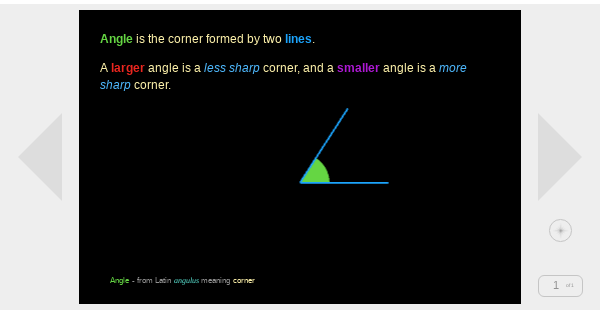 Angle is the corner formed by two lines.
A larger angle is a less sharp corner, and a smaller angle is a more
sharp corner.
Angle - from Latin angulus meaning corner
1